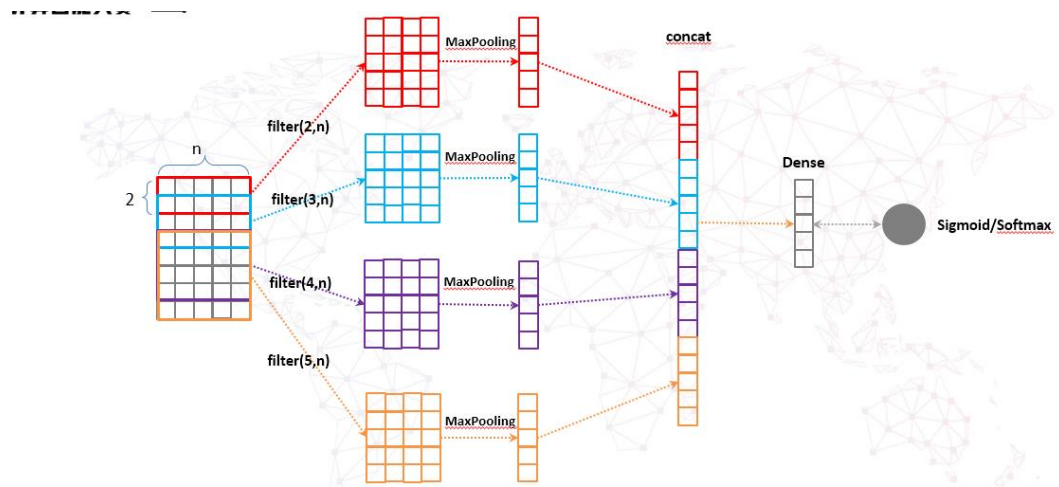 MaxPooling
concat
filter(2,n)
n
MaxPooling
Dense
2
filter(3,n)
Sigmoid/Softmax
filter(4,n)
MaxPooling
filter(5,n)
MaxPooling